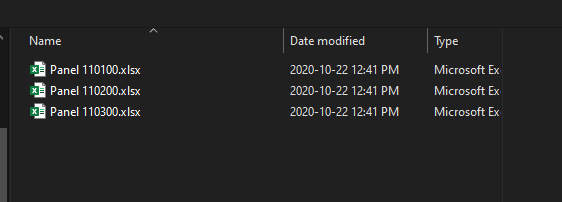 Name Date modified Type
Panel 110100.xlsx 2020-10-22 12:41 PM Microsoft Ex
Panel 110200.xlsx 2020-10-22 12:41 PM Microsoft Ex
Panel 110300.xlsx 2020-10-22 12:41 PM Microsoft Ex